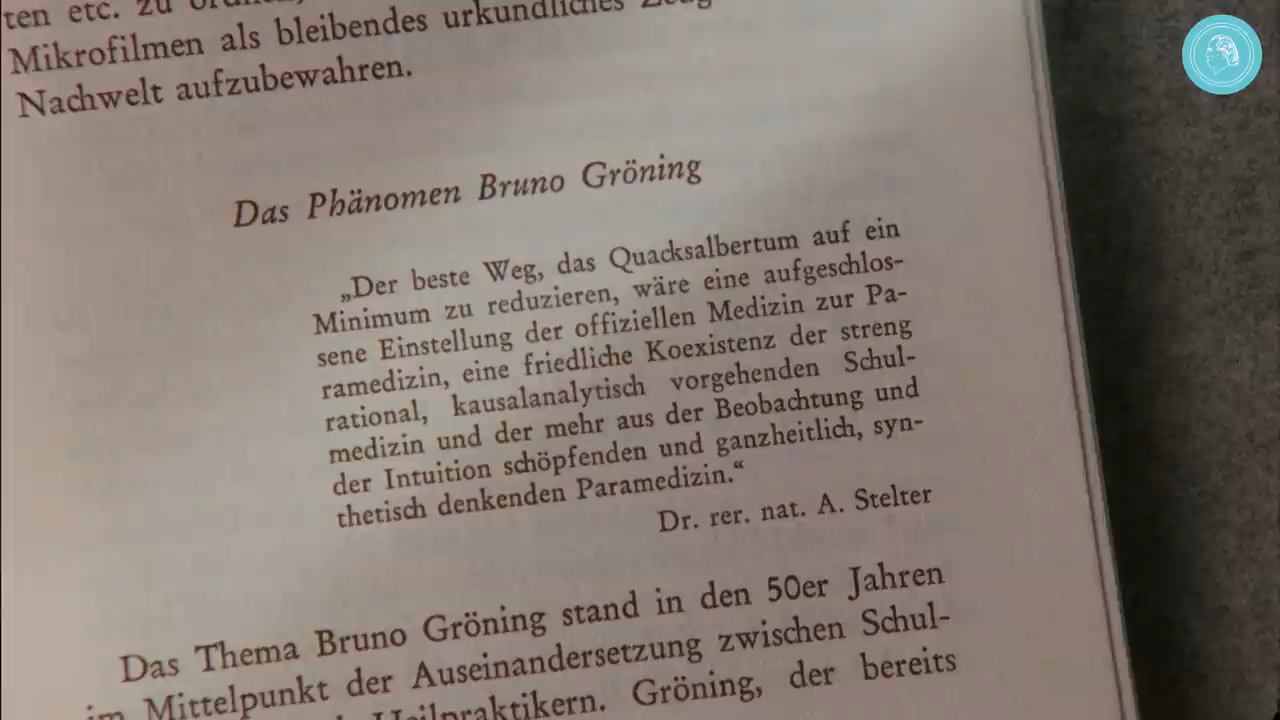 ten etc. zu
Mikrofilmen als bleibendes urkundliches
Nachwelt aufzubewahren.
Das Phänomen Bruno Gröning
„Der beste Weg, das Quacksalbertum auf ein
Minimum zu reduzieren, wäre eine aufgeschlos-
sene Einstellung der offiziellen Medizin zur Pa-
ramedizin, eine friedliche Koexistenz der streng
rational, kausalanalytisch vorgehenden Schul-
medizin und der mehr aus der Beobachtung und
der Intuition schöpfenden und ganzheitlich, syn-
thetisch denkenden Paramedizin.“
Dr. rer. nat. A. Stelter
Das Thema Bruno Gröning stand in den 50er Jahren
im Mittelpunkt der Auseinandersetzung zwischen Schul-
Heilpraktikern. Gröning, der bereits